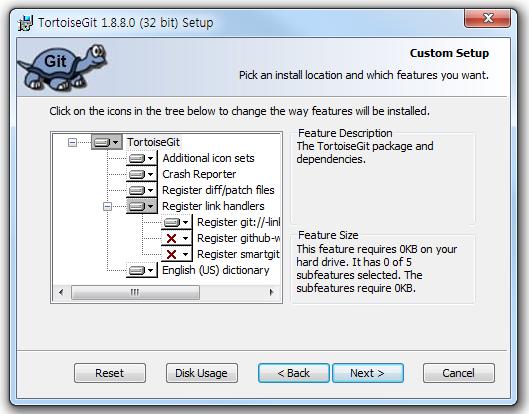 TortoiseGit 1.8.8.0 (32 bit) Setup
Git
Custom Setup
Pick an install location and which features you want.
Click on the icons in the tree below to change the way features will be installed.
TortoiseGit
Additional icon sets
Crash Reporter
Register diff/patch files
Register link handlers
Register git://-link
Register github-w
Register smartgit
English (US) dictionary
Feature Description
The TortoiseGit package and
dependencies.
Feature Size
This feature requires 0KB on your
hard drive. It has 0 of 5
subfeatures selected. The
subfeatures require 0KB.
Reset
Disk Usage
< Back
Next >
Cancel